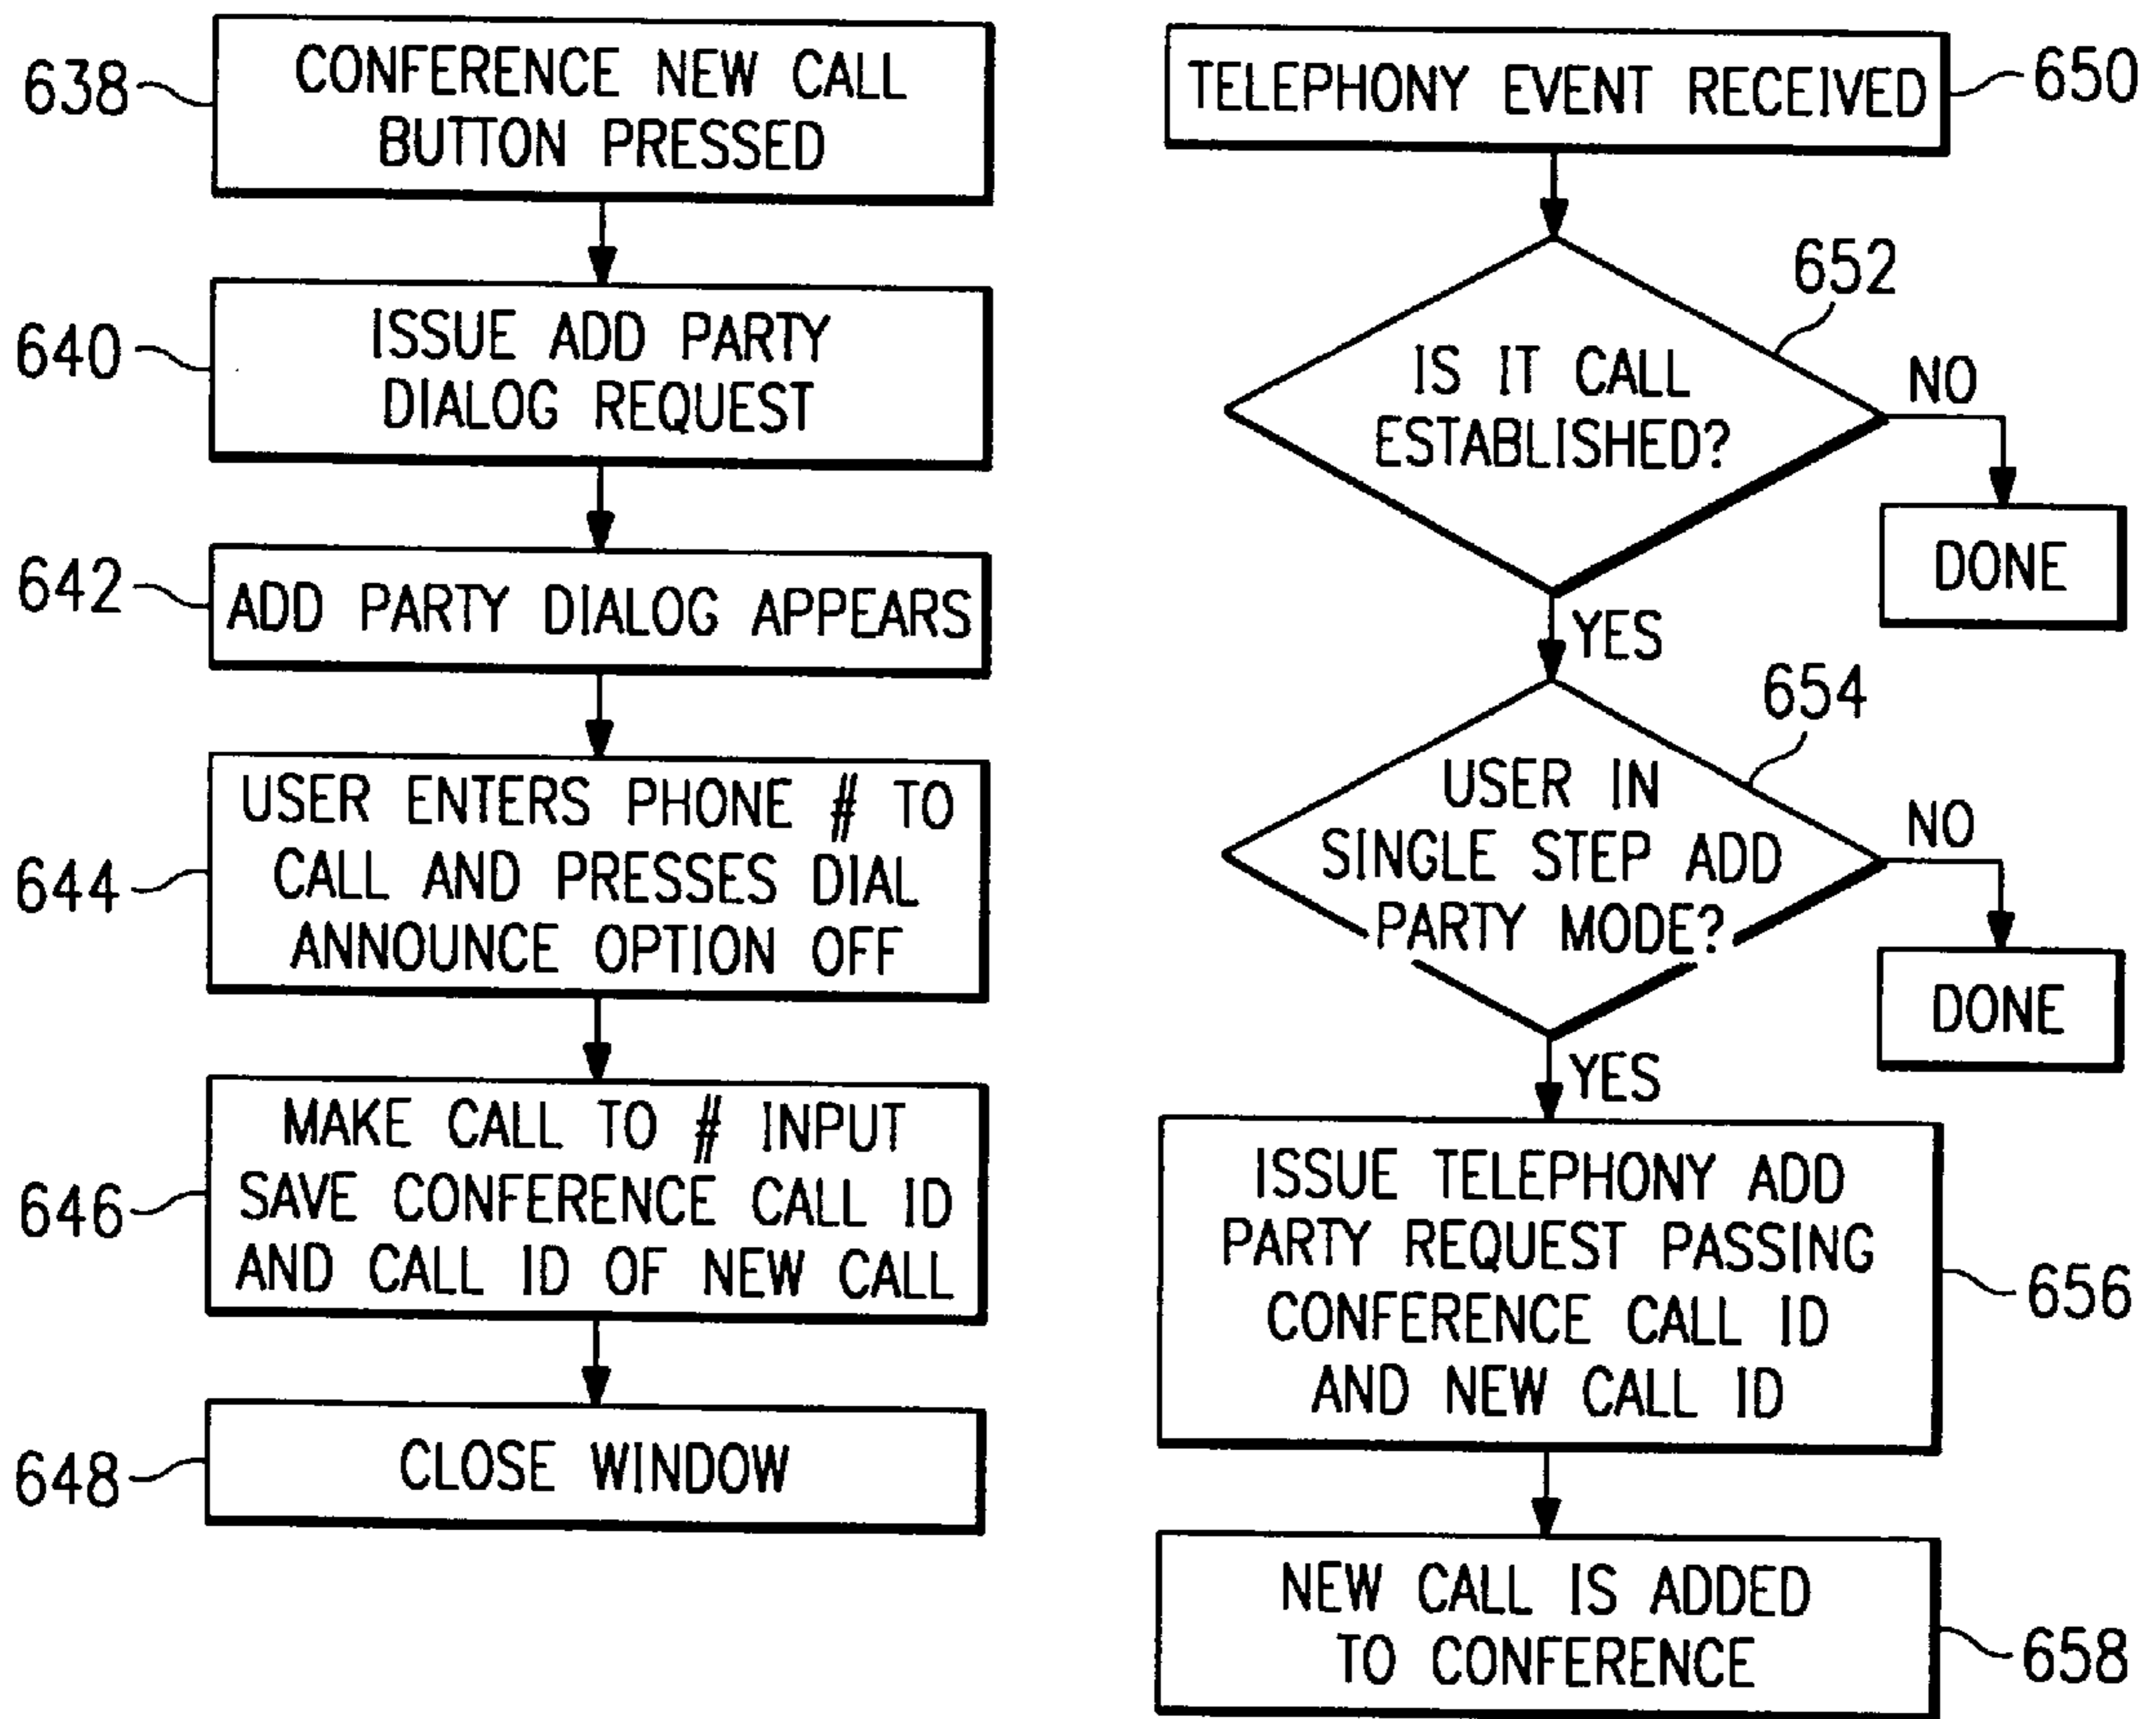 638
CONFERENCE NEW CALL
BUTTON PRESSED
640
ISSUE ADD PARTY
DIALOG REQUEST
642
ADD PARTY DIALOG APPEARS
644
USER ENTERS PHONE # TO
CALL AND PRESSES DIAL
ANNOUNCE OPTION OFF
646
MAKE CALL TO # INPUT
SAVE CONFERENCE CALL ID
AND CALL ID OF NEW CALL
648
CLOSE WINDOW
TELEPHONY EVENT RECEIVED
650
652
IS IT CALL
ESTABLISHED?
NO
DONE
YES
654
USER IN
SINGLE STEP ADD
PARTY MODE?
NO
DONE
YES
ISSUE TELEPHONY ADD
PARTY REQUEST PASSING
CONFERENCE CALL ID
AND NEW CALL ID
656
NEW CALL IS ADDED
TO CONFERENCE
658